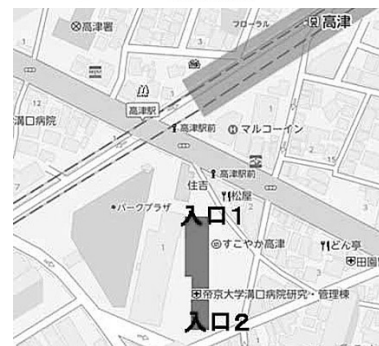 高津署
フローラル
高津
高津駅
溝口病院
高津駅前
マルコーイン
高津駅前
住吉
松屋
パークプラザ
入口1
すこやか高津
どん亭
田園
帝京大学溝口病院研究・管理棟
入口2